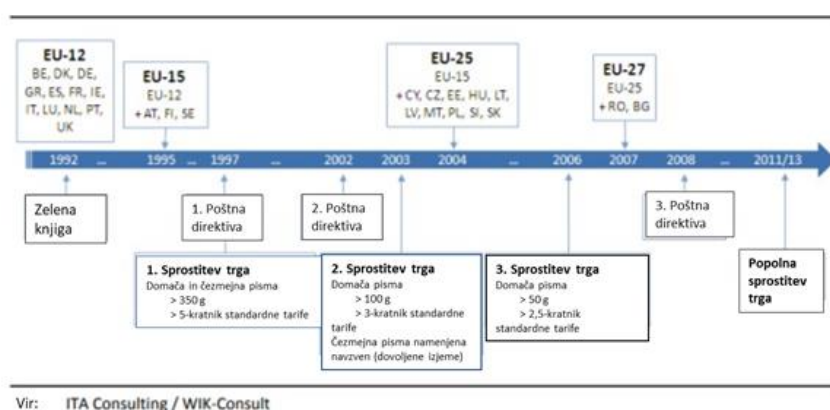 EU-12
BE, DK, DE,
GR, ES, FR, IE,
IT, LU, NL, PT,
UK
EU-15
EU-12
+ AT, FI, SE
EU-25
EU-15
+ CY, CZ, EE, HU, LT,
LV, MT, PL, SI, SK
EU-27
EU-25
+ RO, BG
1992 ... 1995 ... 1997 ... 2002 2003 2004 ... 2006 2007 2008 ... 2011/13
Zelena
knjiga
1. Poštna
direktiva
2. Poštna
direktiva
3. Poštna
direktiva
1. Sprostitev trga
Domača in čezmejna pisma
> 350 g
> 5-kratnik standardne tarife
2. Sprostitev trga
Domača pisma
> 100 g
> 3-kratnik standardne
tarife
Čezmejna pisma namenjena
navzven (dovoljene izjeme)
3. Sprostitev trga
Domača pisma
> 50 g
> 2,5-kratnik
standardne tarife
Popolna
sprostitev
trga
Vir: ITA Consulting / WIK-Consult